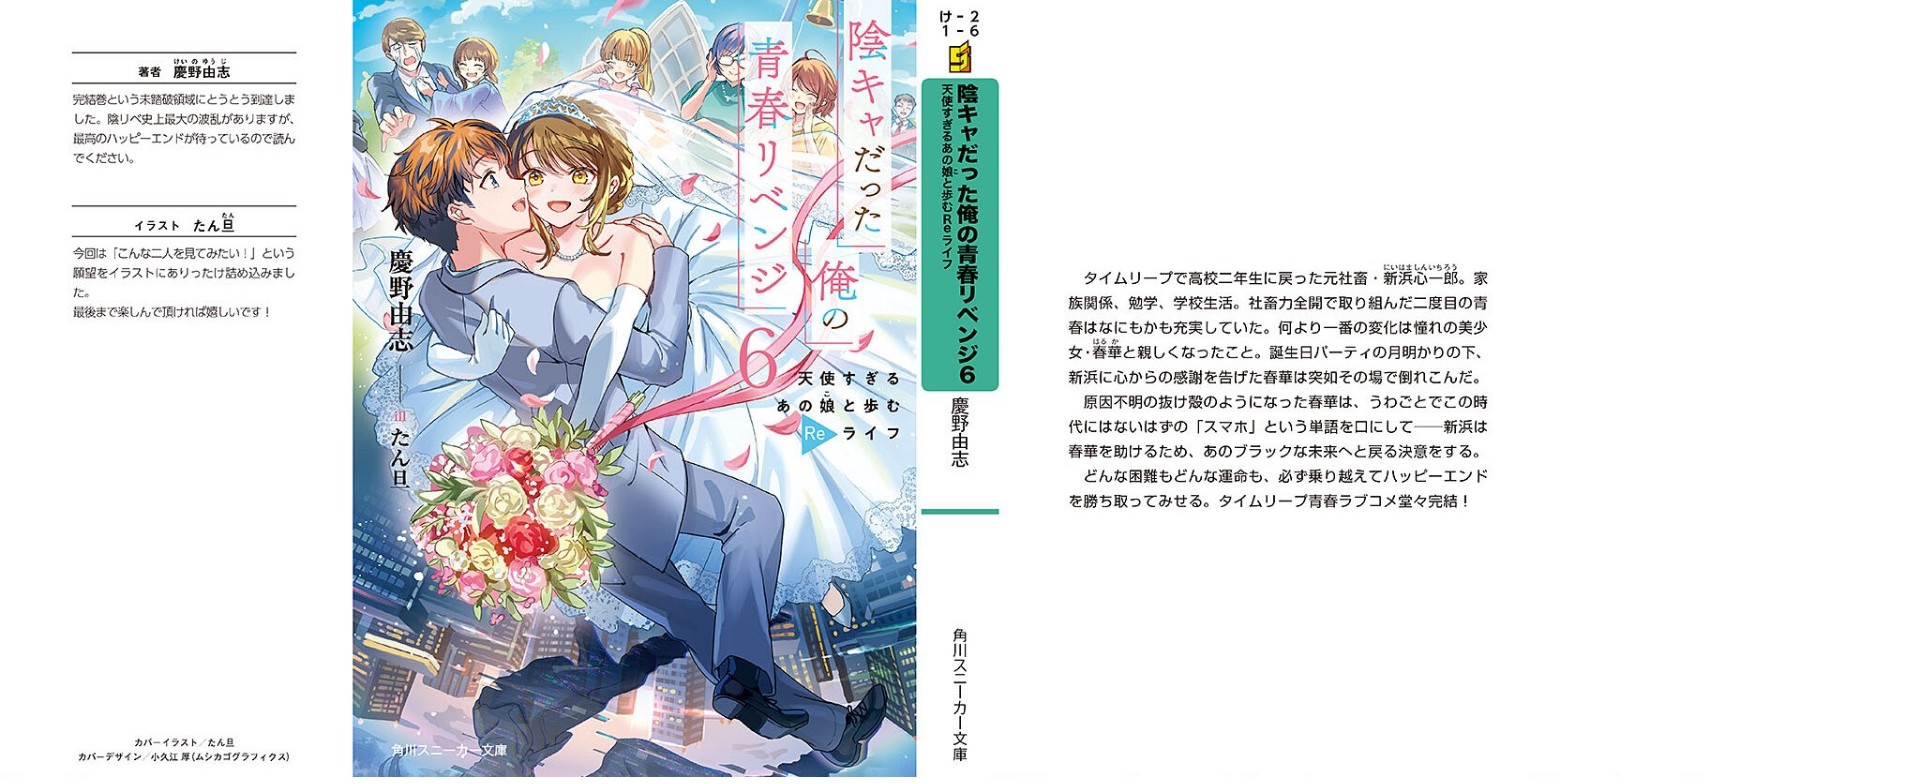 著者 慶野由志
けいのゆうじ
完結巻という未踏破領域にとうとう到達しま
した。陰リベ史上最大の波乱がありますが、
最高のハッピーエンドが待っているので読ん
でください。
イラスト たん旦
たん
今回は「こんな二人を見てみたい！」という
願望をイラストにありったけ詰め込みまし
た。
最後まで楽しんで頂ければ嬉しいです！
カバーイラスト／たん旦
カバーデザイン／小久江 厚(ムシカゴグラフィクス)
陰キャだった
俺の
青春リベンジ
6
天使すぎる
あの娘と歩む
こ
Reライフ
慶野由志
ill たん旦
角川スニーカー文庫
け-2
1-6
陰キャだった俺の青春リベンジ6
天使すぎるあの娘と歩むReライフ
こ
慶野由志
角川スニーカー文庫
タイムリープで高校二年生に戻った元社畜・新浜心一郎。家
にいはましんいちろう
族関係、勉学、学校生活。社畜力全開で取り組んだ二度目の青
春はなにもかも充実していた。何より一番の変化は憧れの美少
女・春華と親しくなったこと。誕生日パーティの月明かりの下、
はるか
新浜に心からの感謝を告げた春華は突如その場で倒れこんだ。
原因不明の抜け殻のようになった春華は、うわごとでこの時
代にはないはずの「スマホ」という単語を口にして――新浜は
春華を助けるため、あのブラックな未来へと戻る決意をする。
どんな困難もどんな運命も、必ず乗り越えてハッピーエンド
を勝ち取ってみせる。タイムリープ青春ラブコメ堂々完結！